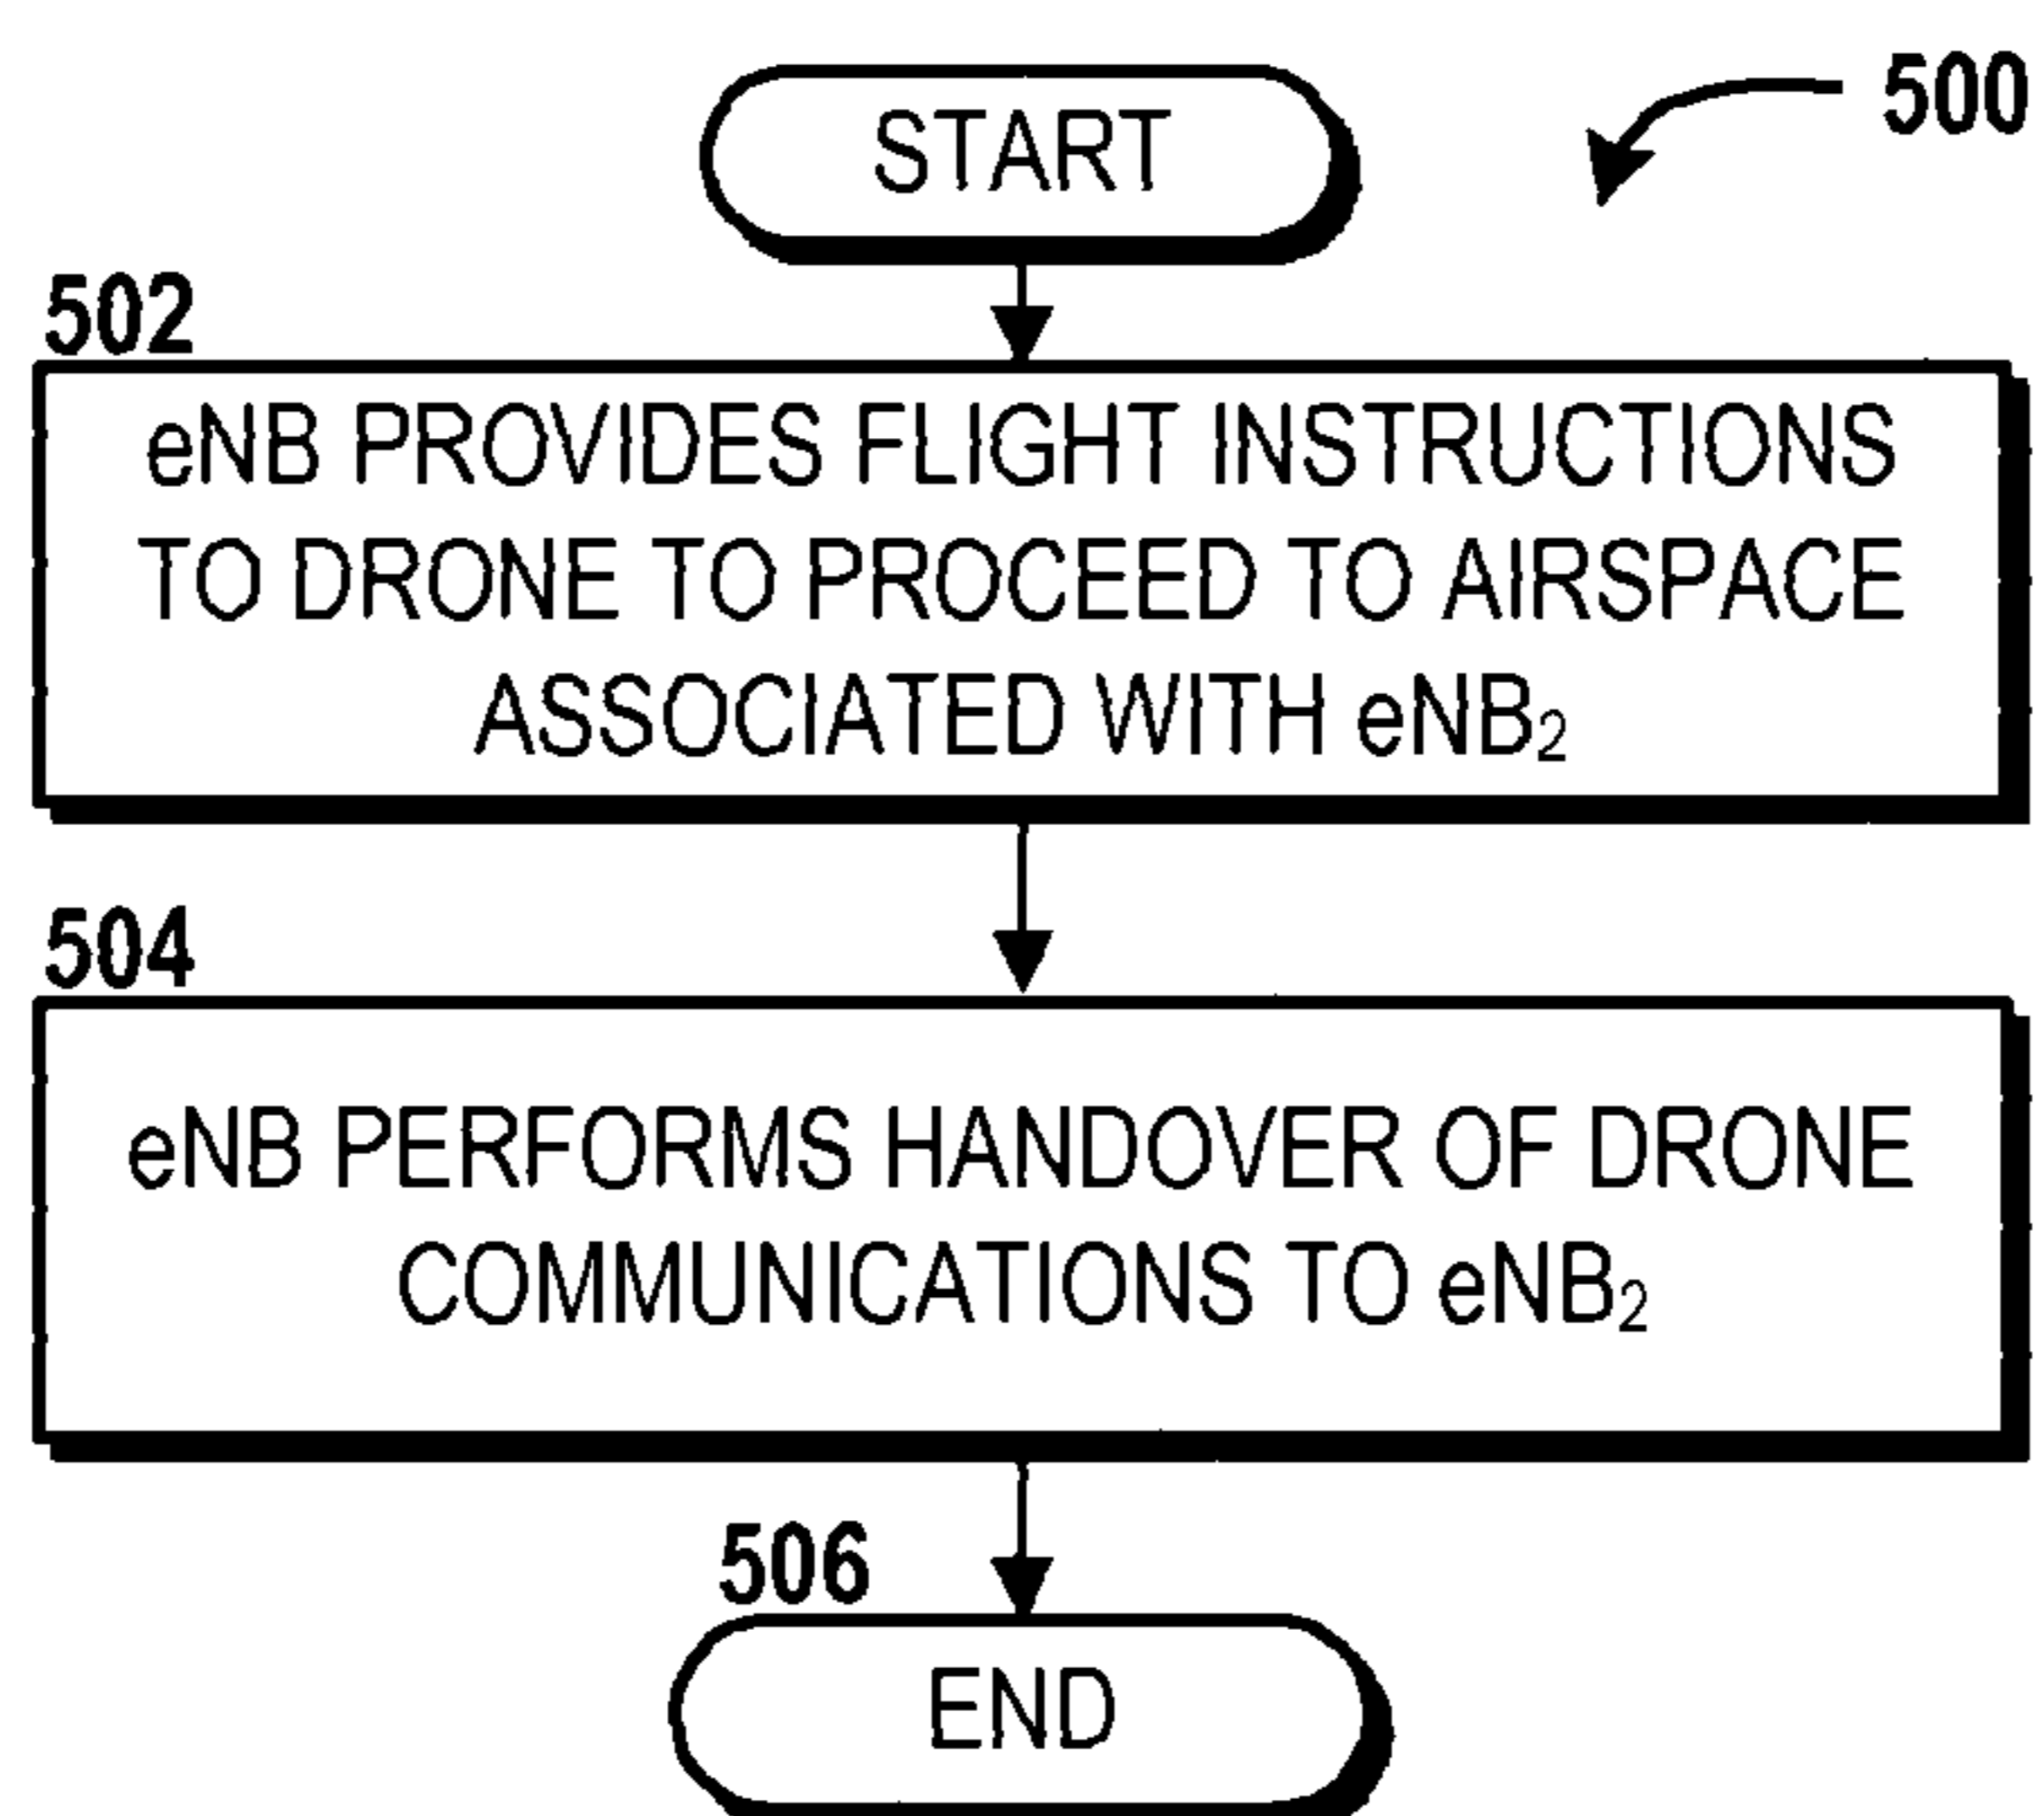 START
500
502
eNB PROVIDES FLIGHT INSTRUCTIONS
TO DRONE TO PROCEED TO AIRSPACE
ASSOCIATED WITH eNB₂
504
eNB PERFORMS HANDOVER OF DRONE
COMMUNICATIONS TO eNB₂
506
END